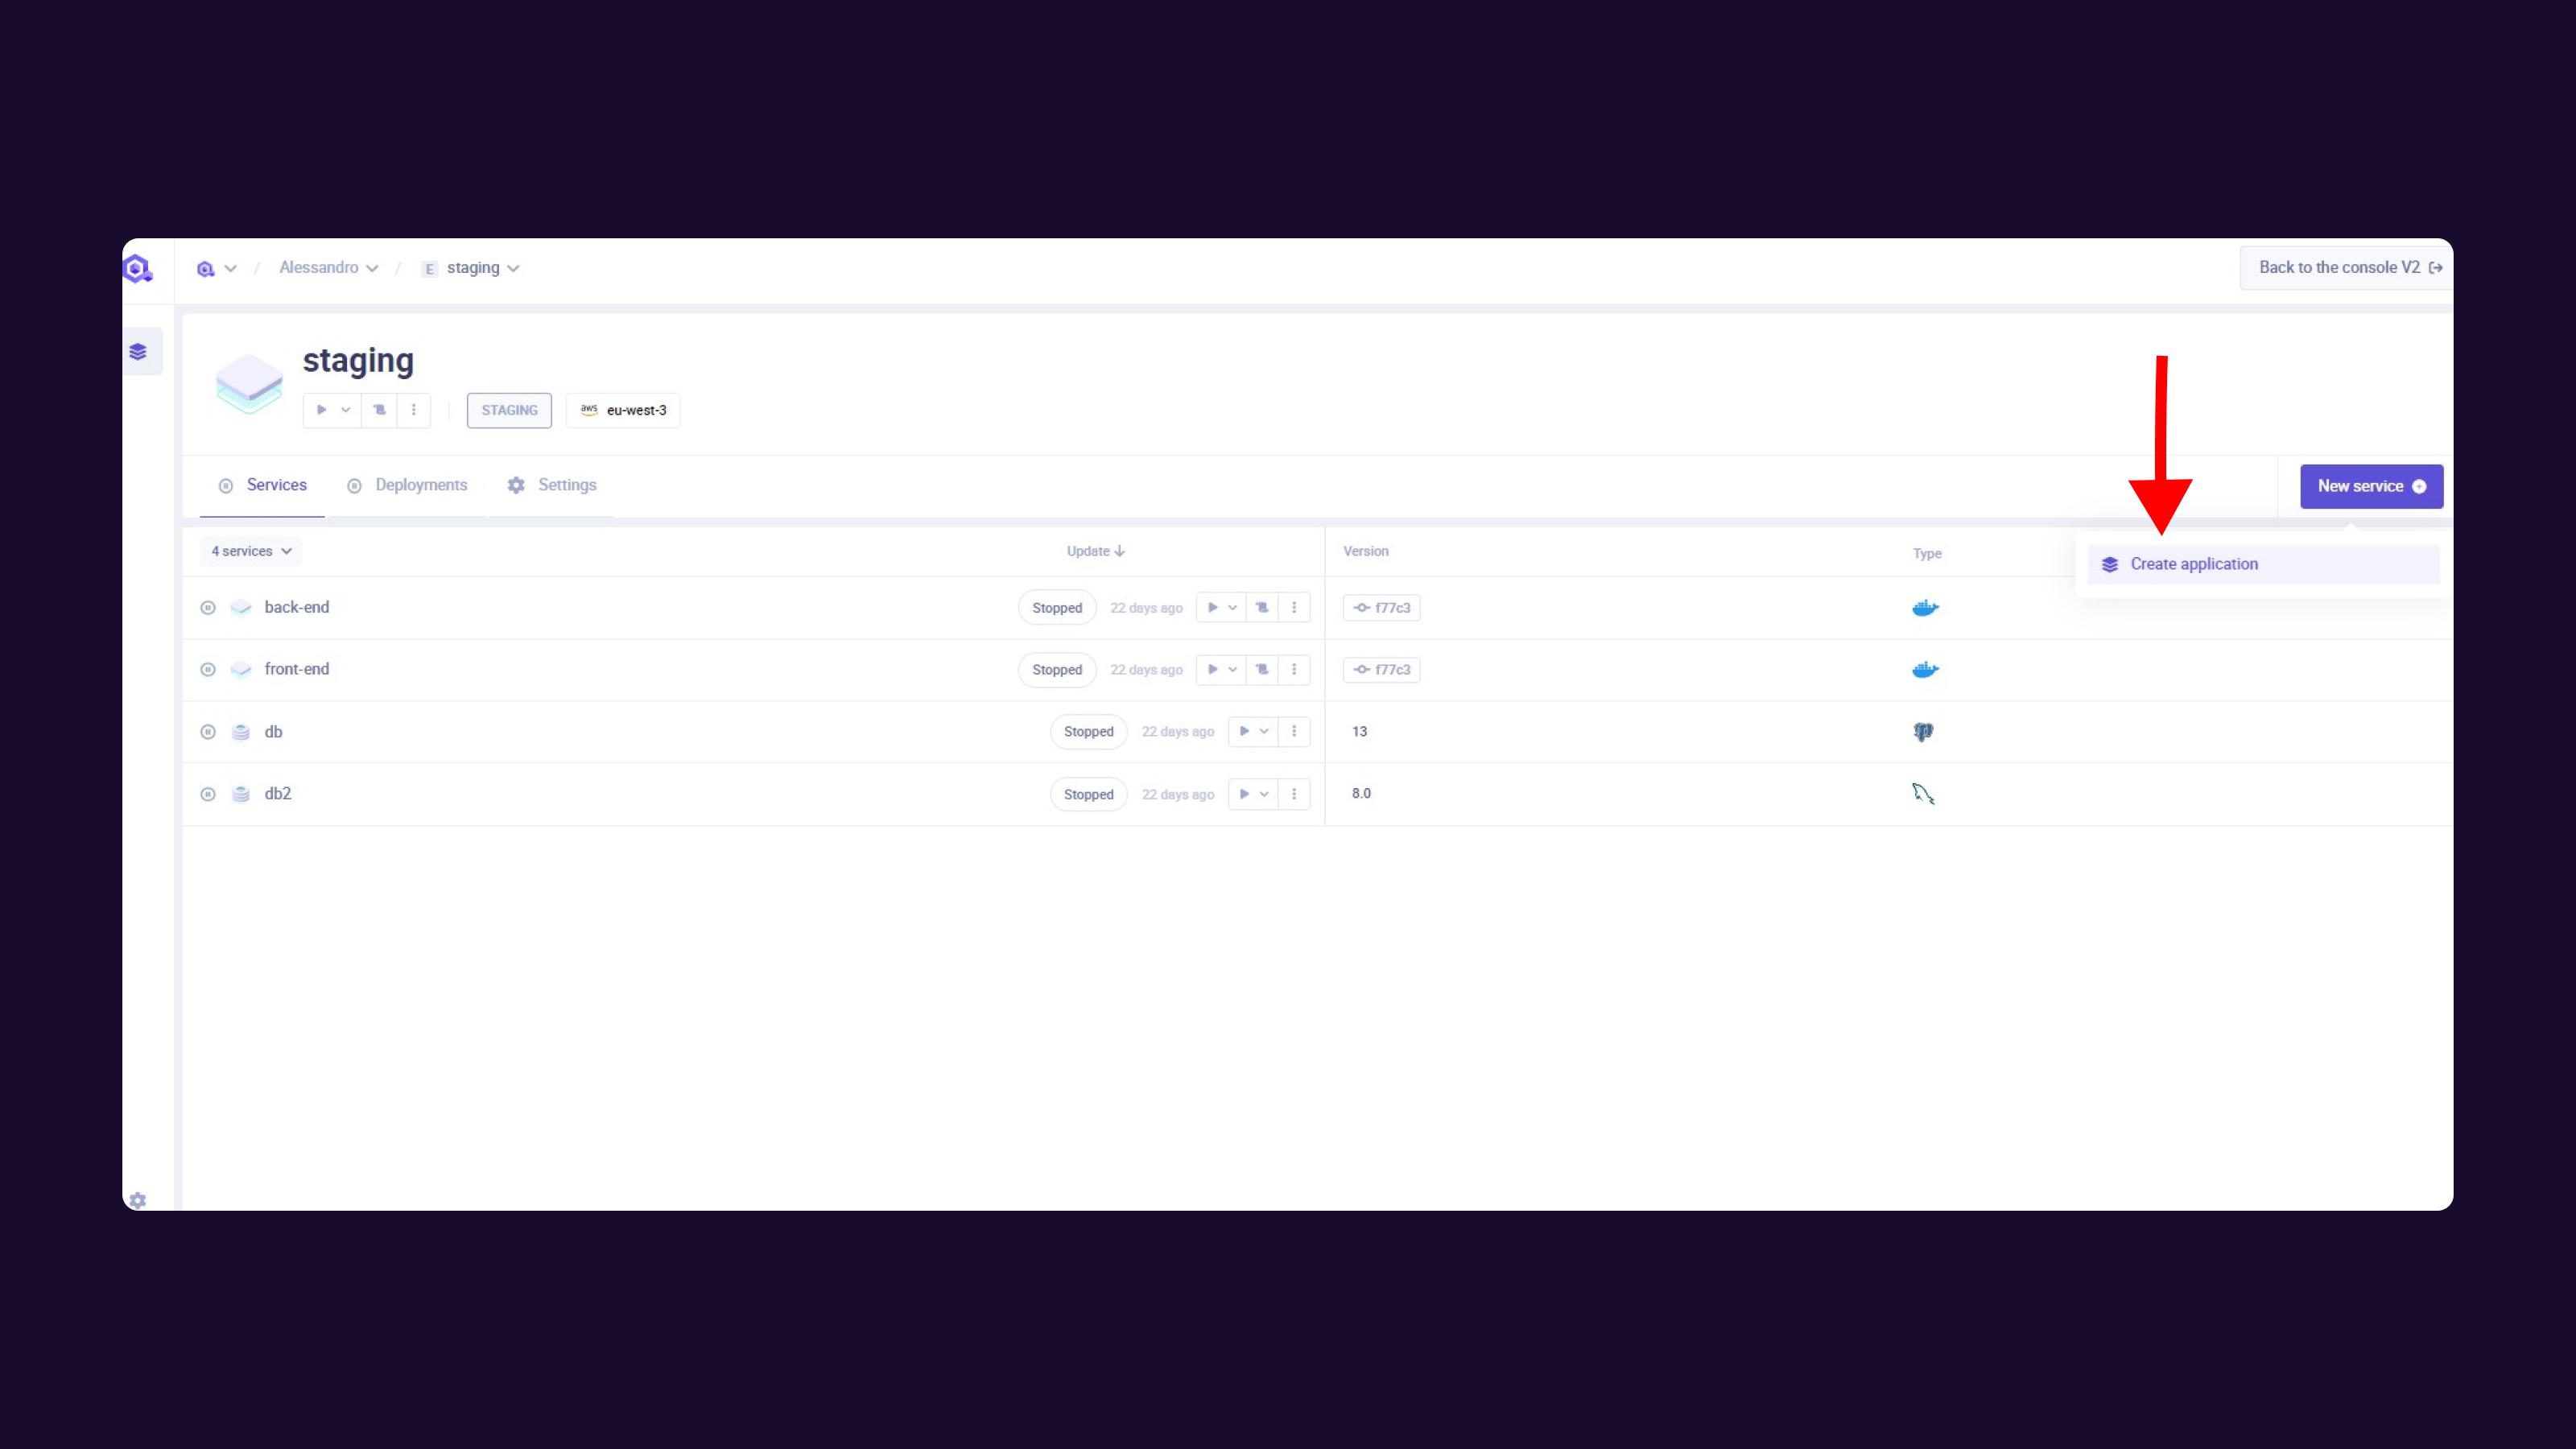 Alessandro / E staging
Back to the console V2
staging
STAGING
aws eu-west-3
Services
Deployments
Settings
New service
Create application
4 services
Update
Version
Type
back-end
Stopped
22 days ago
f77c3
front-end
Stopped
22 days ago
f77c3
db
Stopped
22 days ago
13
db2
Stopped
22 days ago
8.0